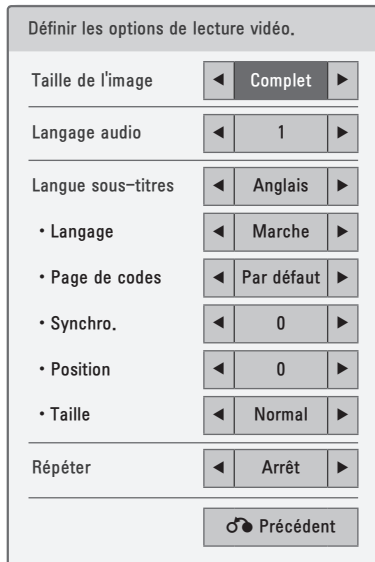 Définir les options de lecture vidéo.
Taille de l'image ◀ Complet ▶
Langage audio ◀ 1 ▶
Langue sous-titres ◀ Anglais ▶
• Langage ◀ Marche ▶
• Page de codes ◀ Par défaut ▶
• Synchro. ◀ 0 ▶
• Position ◀ 0 ▶
• Taille ◀ Normal ▶
Répéter ◀ Arrêt ▶
Précédent